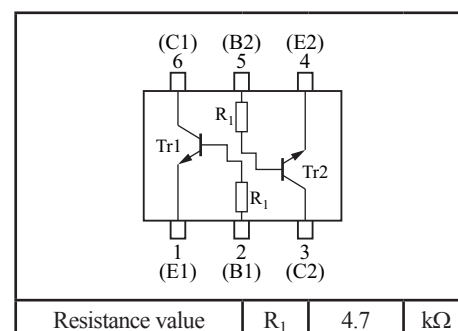 (C1) (B2) (E2)
6 5 4
R1
Tr1
Tr2
R1
1 2 3
(E1) (B1) (C2)
Resistance value R1 4.7 kΩ